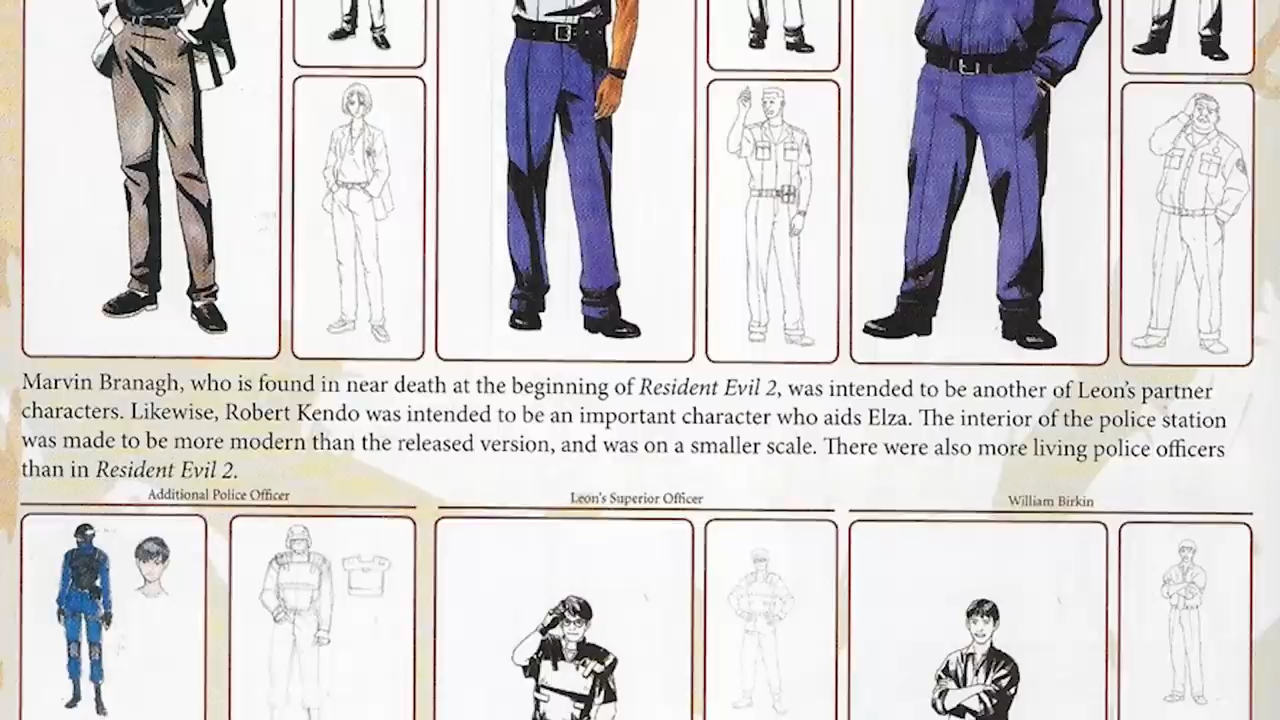 Marvin Branagh, who is found in near death at the beginning of Resident Evil 2, was intended to be another of Leon's partner
characters. Likewise, Robert Kendo was intended to be an important character who aids Elza. The interior of the police station
was made to be more modern than the released version, and was on a smaller scale. There were also more living police officers
than in Resident Evil 2.
Additional Police Officer
Leon's Superior Officer
William Birkin